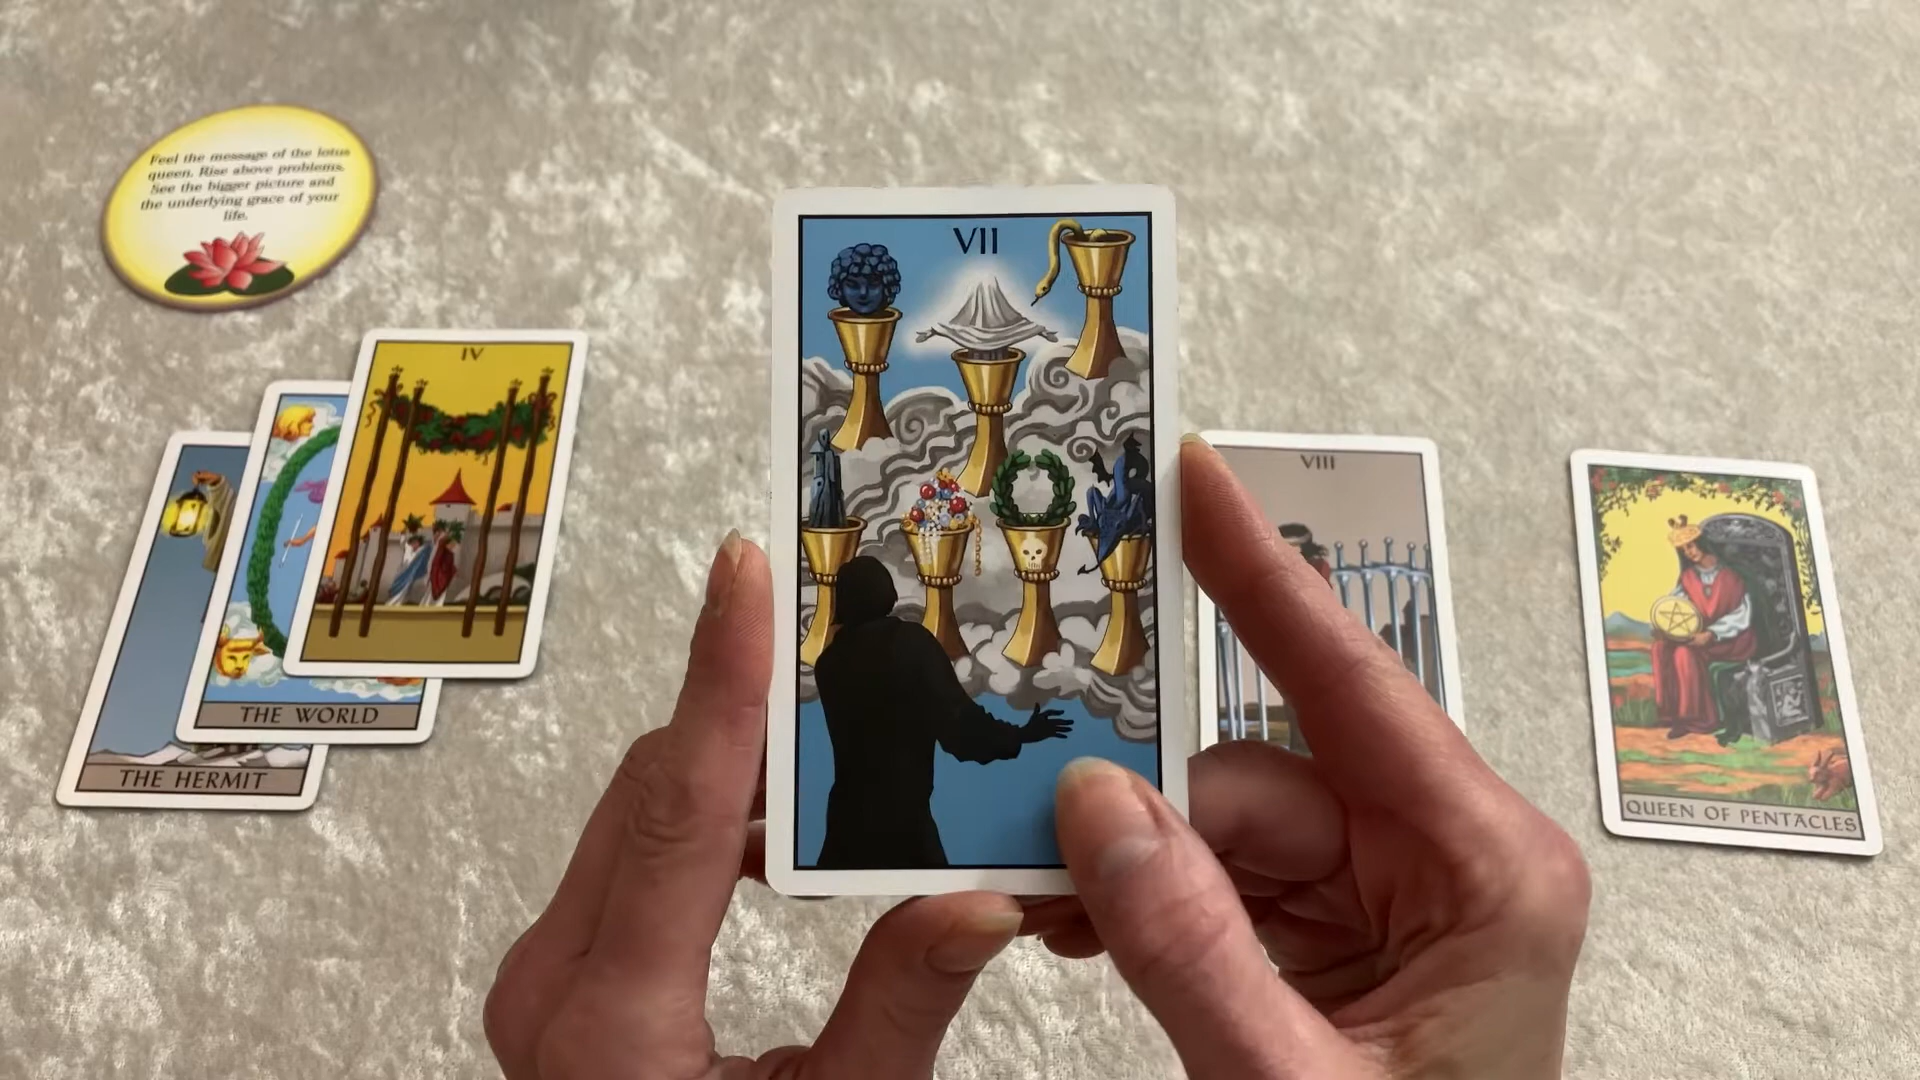 Feel the message of the lotus
queen. Rise above problems.
See the bigger picture and
the underlying grace of your
life.
IV
THE WORLD
THE HERMIT
VII
VIII
QUEEN OF PENTACLES